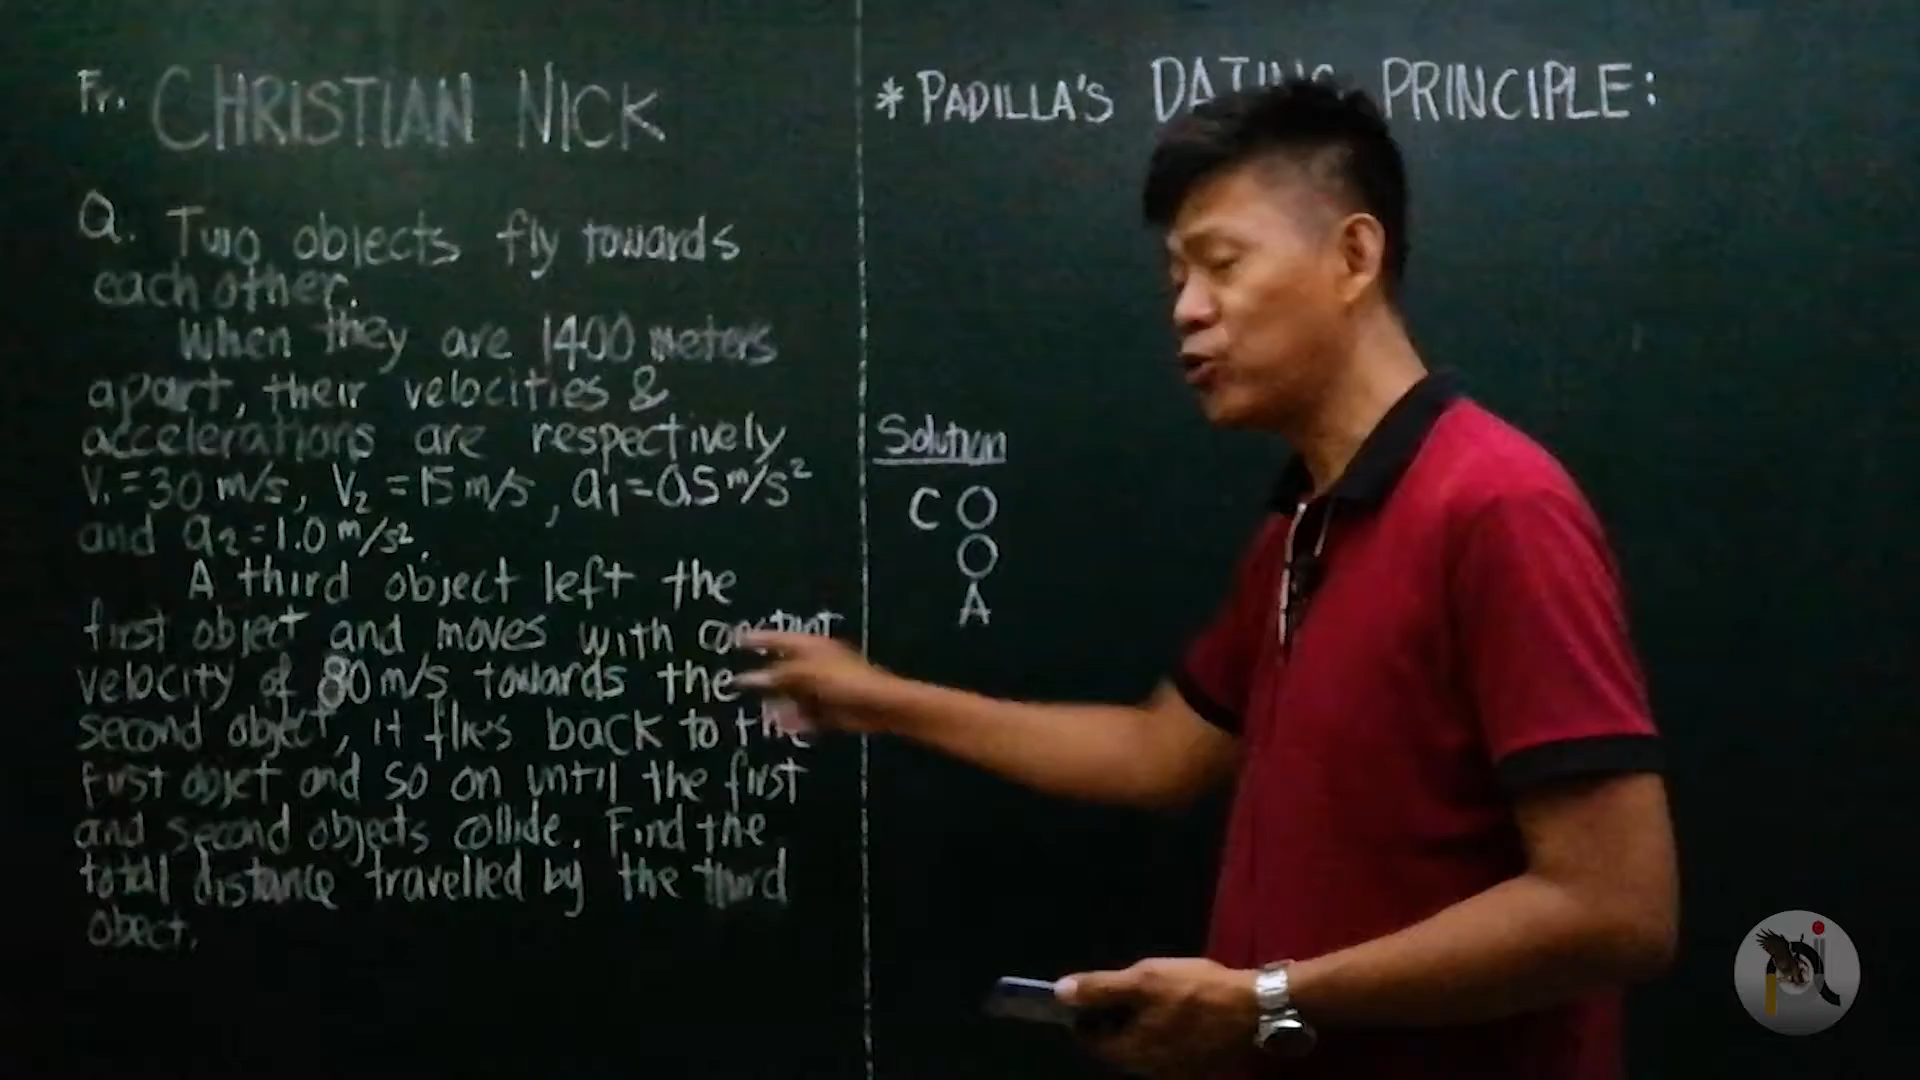 Fr. CHRISTIAN NICK
Q. Two objects fly towards
each other.
When they are 1400 meters
apart, their velocities &
accelerations are respectively
V₁ = 30 m/s, V₂ = 15 m/s, a₁ = 0.5 m/s²
and a₂ = 1.0 m/s².
A third object left the
first object and moves with constant
velocity of 80 m/s towards the
second object, it flies back to the
first objet and so on until the first
and second objects collide. Find the
total distance travelled by the third
obect.
* PADILLA'S DATING PRINCIPLE:
Solution
C O
O
A